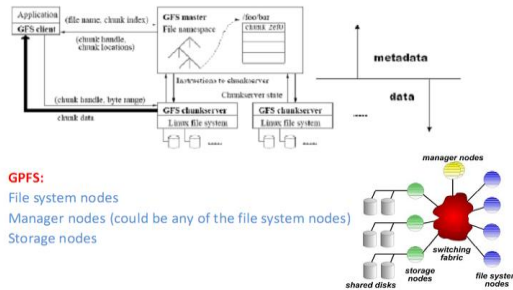 Application
GFS client
(file name, chunk index)
(chunk handle,
chunk locations)
GFS master
File namespace
/foo/bar
chunk 2ef0
Instructions to chunkserver
Chunkserver state
(chunk handle, byte range)
chunk data
GFS chunkserver
Linux file system
GFS chunkserver
Linux file system
metadata
data
GPFS:
File system nodes
Manager nodes (could be any of the file system nodes)
Storage nodes
manager nodes
switching
fabric
storage
nodes
shared disks
file system
nodes